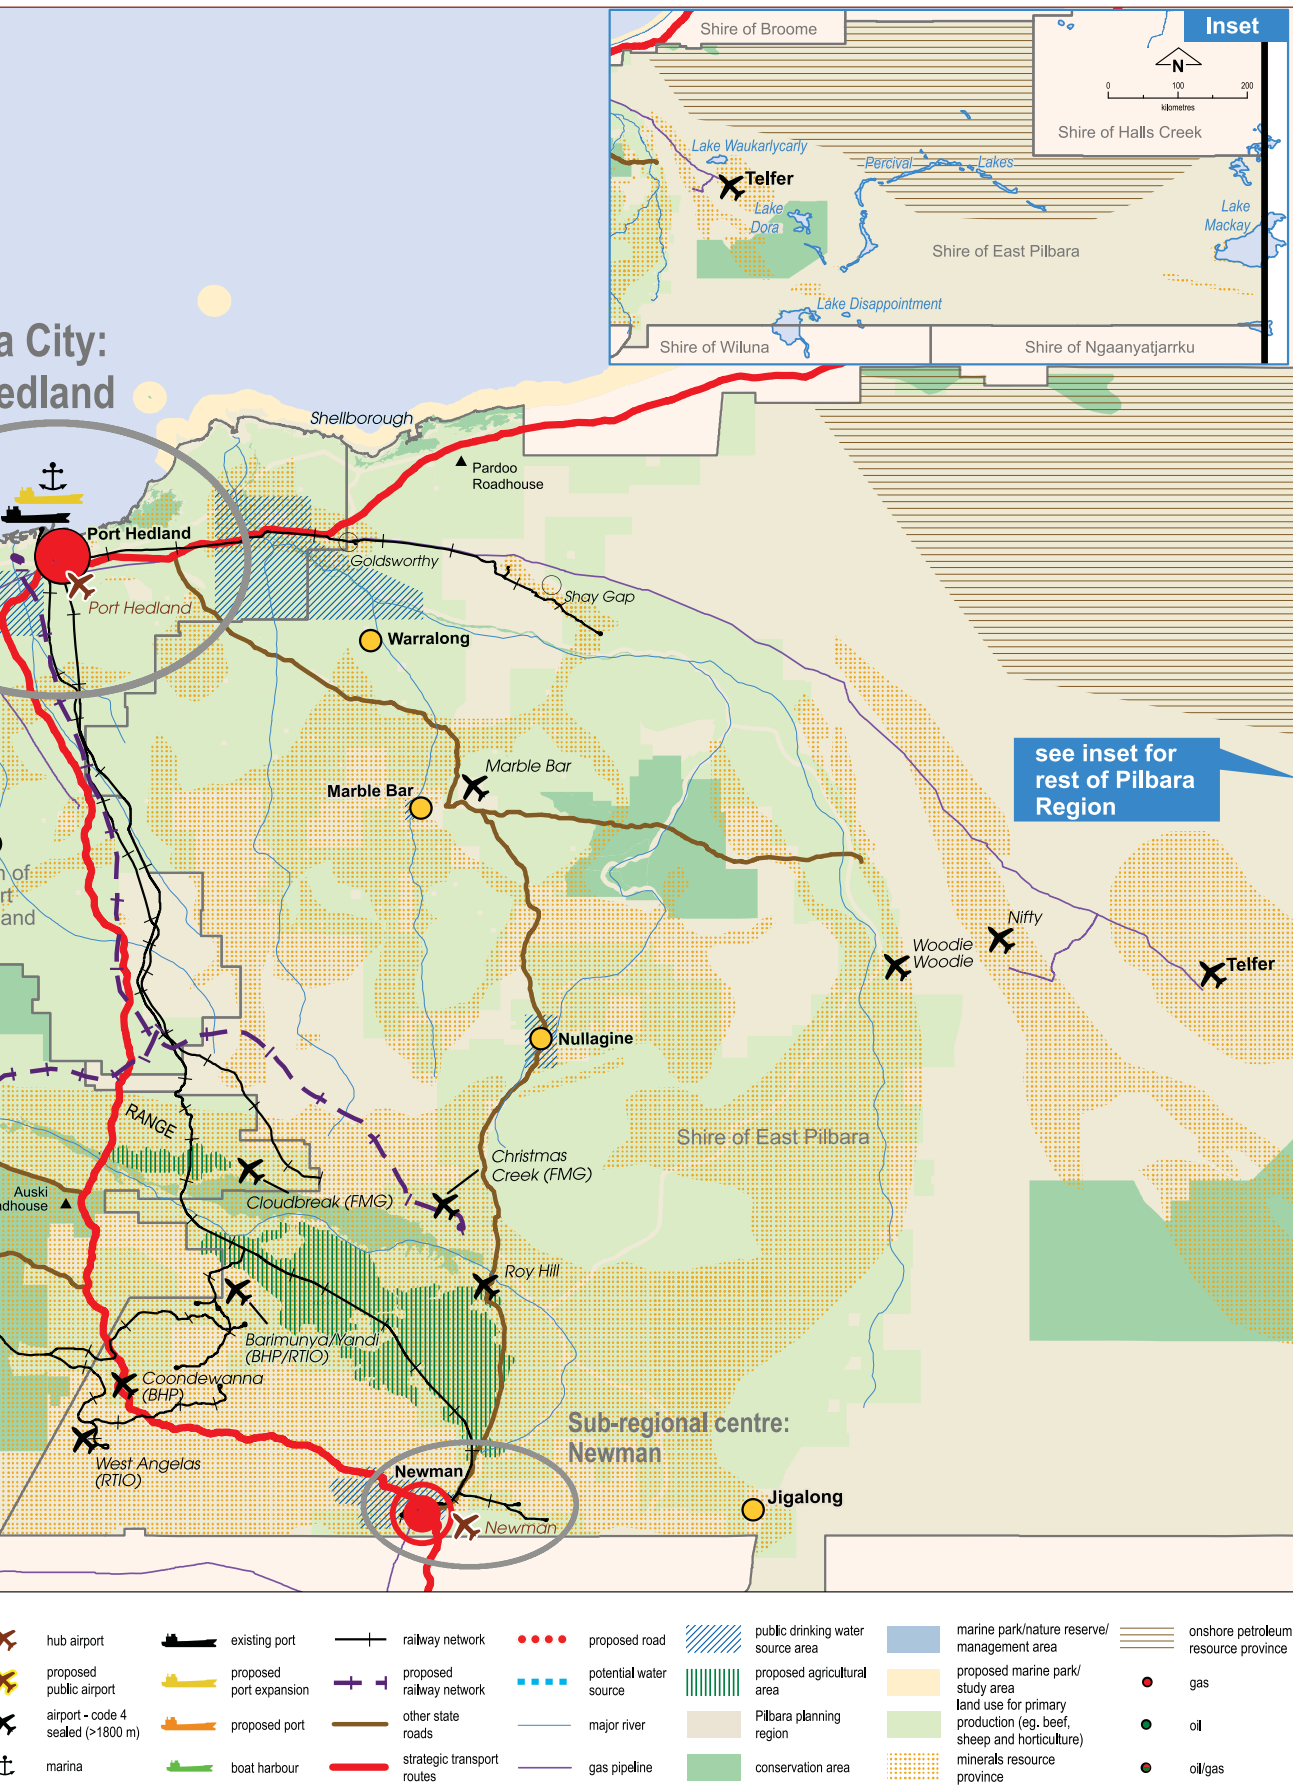 Shire of Broome
Inset
N
0 100 200
kilometres
Shire of Halls Creek
Lake Waukarlycarly
Percival Lakes
Telfer
Lake
Dora
Lake
Mackay
Shire of East Pilbara
Lake Disappointment
Shire of Wiluna
Shire of Ngaanyatjarrku
a City:
edland
Shellborough
Pardoo
Roadhouse
Port Hedland
Goldsworthy
Port Hedland
Shay Gap
Warralong
see inset for
rest of Pilbara
Region
Marble Bar
Marble Bar
n of
rt
land
Nifty
Woodie
Woodie
Telfer
Nullagine
RANGE
Shire of East Pilbara
Christmas
Creek (FMG)
Auski
adhouse
Cloudbreak (FMG)
Roy Hill
Barimunya/Yandi
(BHP/RTIO)
Coondewanna
(BHP)
Sub-regional centre:
Newman
West Angelas
(RTIO)
Newman
Jigalong
Newman
hub airport
proposed
public airport
airport - code 4
sealed (>1800 m)
marina
existing port
proposed
port expansion
proposed port
boat harbour
railway network
proposed
railway network
other state
roads
strategic transport
routes
proposed road
potential water
source
major river
gas pipeline
public drinking water
source area
proposed agricultural
area
Pilbara planning
region
conservation area
marine park/nature reserve/
management area
proposed marine park/
study area
land use for primary
production (eg. beef,
sheep and horticulture)
minerals resource
province
onshore petroleum
resource province
gas
oil
oil/gas